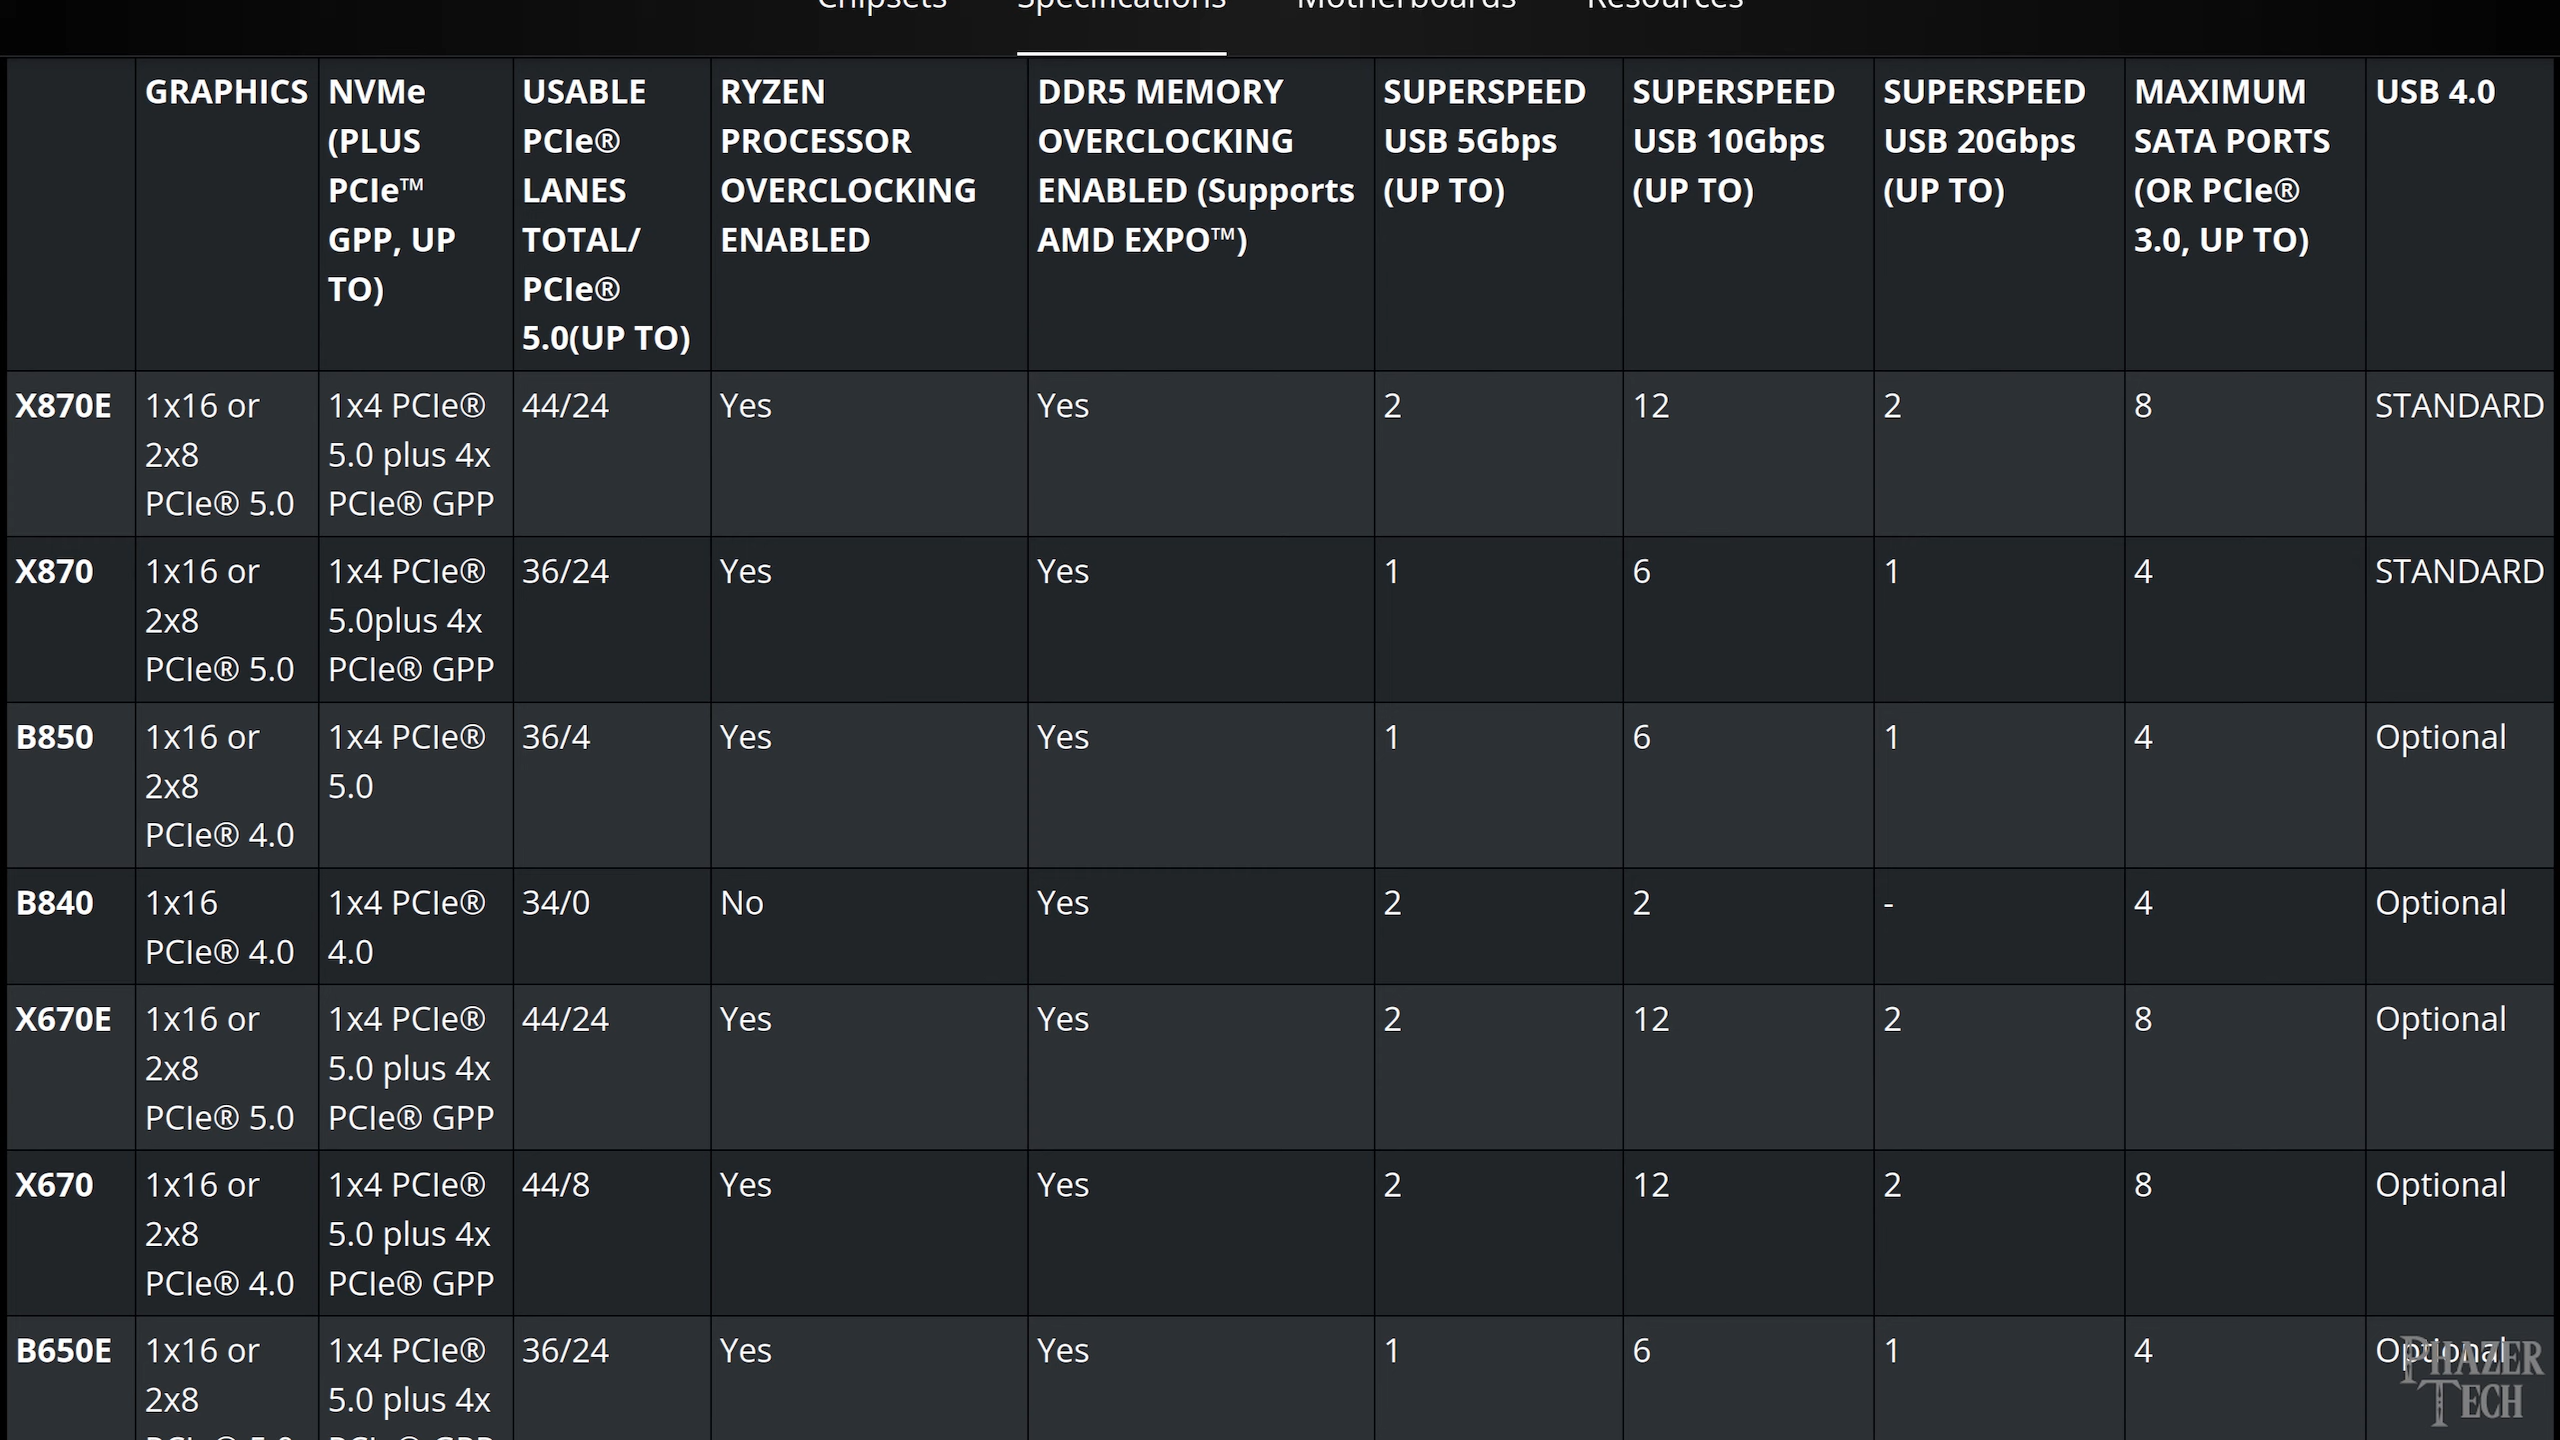 Chipsets Specifications Motherboards Resources
GRAPHICS
NVMe
(PLUS
PCIe™
GPP, UP
TO)
USABLE
PCIe®
LANES
TOTAL/
PCIe®
5.0(UP TO)
RYZEN
PROCESSOR
OVERCLOCKING
ENABLED
DDR5 MEMORY
OVERCLOCKING
ENABLED (Supports
AMD EXPO™)
SUPERSPEED
USB 5Gbps
(UP TO)
SUPERSPEED
USB 10Gbps
(UP TO)
SUPERSPEED
USB 20Gbps
(UP TO)
MAXIMUM
SATA PORTS
(OR PCIe®
3.0, UP TO)
USB 4.0
X870E
1x16 or
2x8
PCIe® 5.0
1x4 PCIe®
5.0 plus 4x
PCIe® GPP
44/24
Yes
Yes
2
12
2
8
STANDARD
X870
1x16 or
2x8
PCIe® 5.0
1x4 PCIe®
5.0plus 4x
PCIe® GPP
36/24
Yes
Yes
1
6
1
4
STANDARD
B850
1x16 or
2x8
PCIe® 4.0
1x4 PCIe®
5.0
36/4
Yes
Yes
1
6
1
4
Optional
B840
1x16
PCIe® 4.0
1x4 PCIe®
4.0
34/0
No
Yes
2
2
-
4
Optional
X670E
1x16 or
2x8
PCIe® 5.0
1x4 PCIe®
5.0 plus 4x
PCIe® GPP
44/24
Yes
Yes
2
12
2
8
Optional
X670
1x16 or
2x8
PCIe® 4.0
1x4 PCIe®
5.0 plus 4x
PCIe® GPP
44/8
Yes
Yes
2
12
2
8
Optional
B650E
1x16 or
2x8
1x4 PCIe®
5.0 plus 4x
36/24
Yes
Yes
1
6
1
4
Optional
PHAZER
TECH